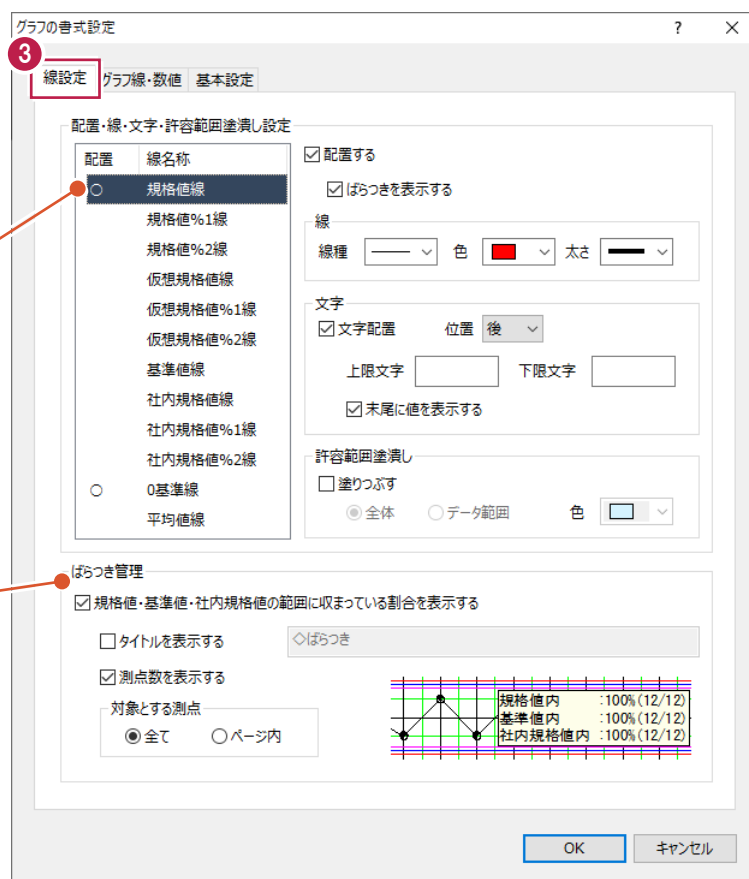 グラフの書式設定
3
線設定 グラフ線・数値 基本設定
配置・線・文字・許容範囲塗潰し設定
配置 線名称
○ 規格値線
規格値%1線
規格値%2線
仮想規格値線
仮想規格値%1線
仮想規格値%2線
基準値線
社内規格値線
社内規格値%1線
社内規格値%2線
○ 0基準線
平均値線
配置する
ばらつきを表示する
線
線種 色 太さ
文字
文字配置 位置 後
上限文字 下限文字
末尾に値を表示する
許容範囲塗潰し
塗りつぶす
全体 データ範囲 色
ばらつき管理
規格値・基準値・社内規格値の範囲に収まっている割合を表示する
タイトルを表示する ◇ばらつき
測点数を表示する
対象とする測点
全て ページ内
規格値内 :100%(12/12)
基準値内 :100%(12/12)
社内規格値内 :100%(12/12)
OK キャンセル